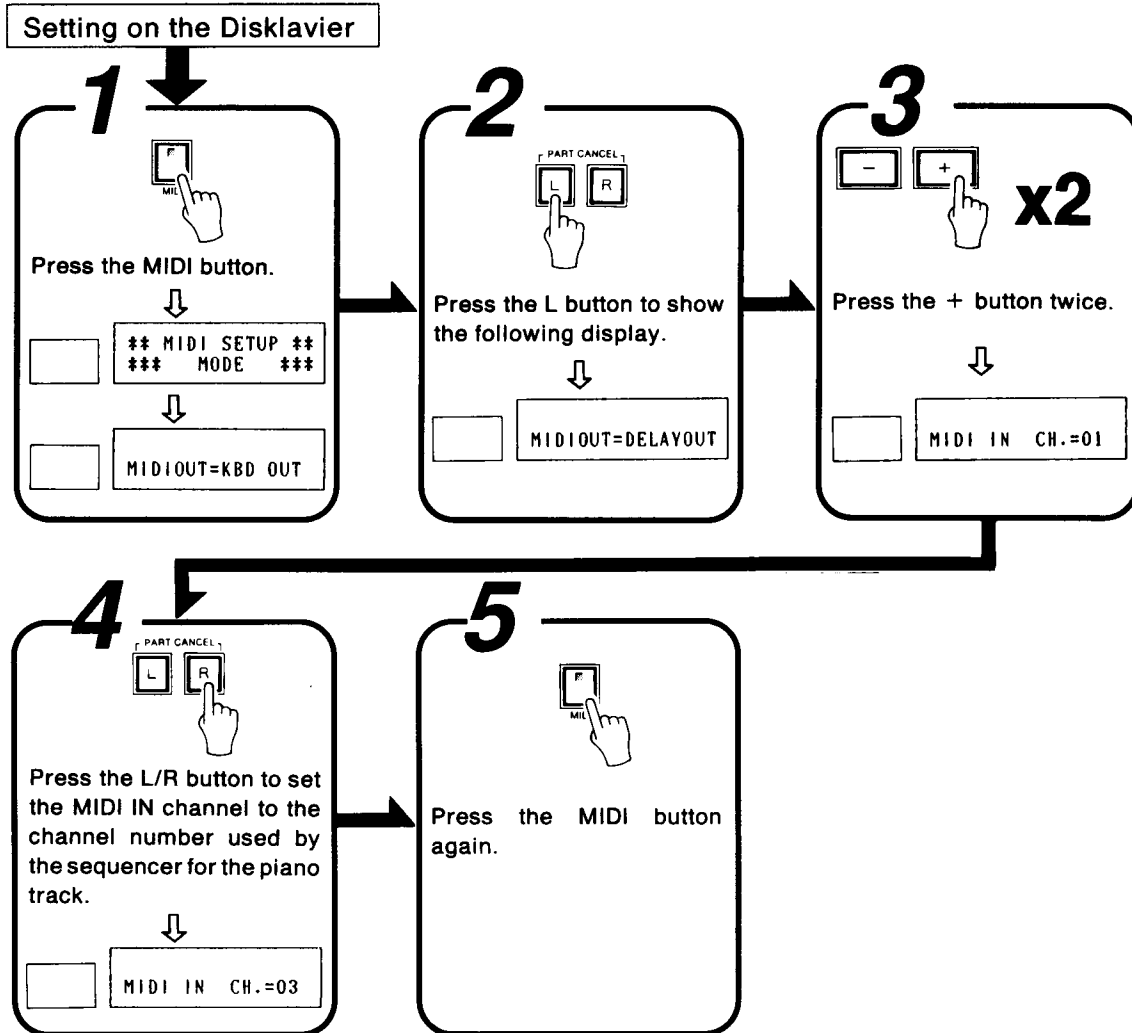 Setting on the Disklavier
1
MIDI
Press the MIDI button.
** MIDI SETUP **
*** MODE ***
MIDIOUT=KBD OUT
2
PART CANCEL
L R
Press the L button to show
the following display.
MIDIOUT=DELAYOUT
3
- +
x2
Press the + button twice.
MIDI IN CH.=01
4
PART CANCEL
L R
Press the L/R button to set
the MIDI IN channel to the
channel number used by
the sequencer for the piano
track.
MIDI IN CH.=03
5
MIDI
Press the MIDI button
again.